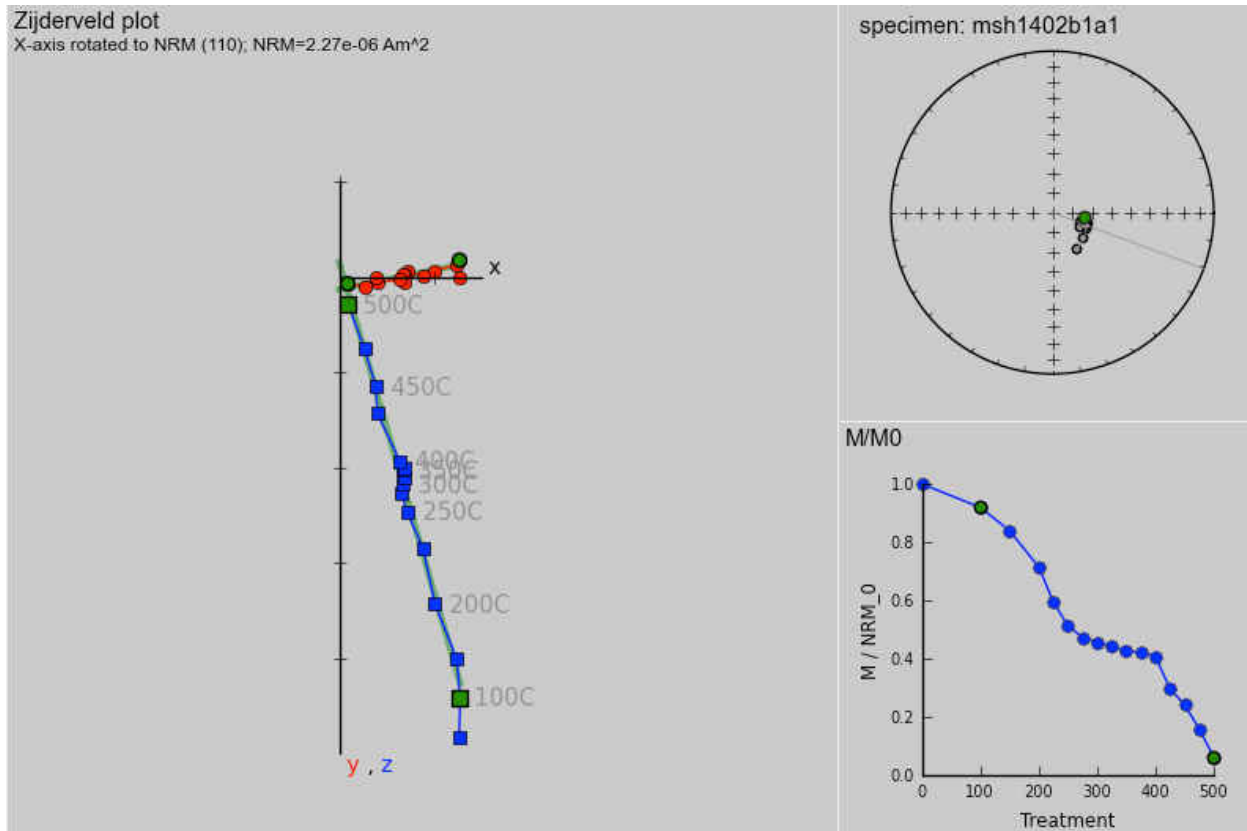 Zijderveld plot
X-axis rotated to NRM (110); NRM=2.27e-06 Am^2
x
500C
450C
400C
350C
300C
250C
200C
100C
y , z
specimen: msh1402b1a1
M/M0
M / NRM_0
1.0
0.8
0.6
0.4
0.2
0.0
0 100 200 300 400 500
Treatment